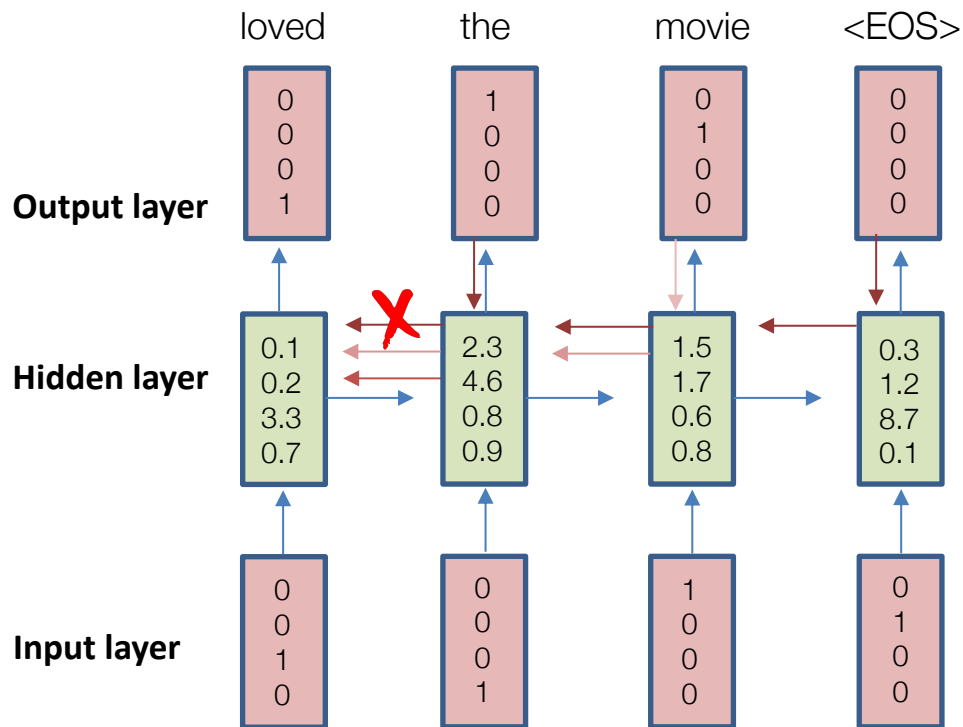 loved the movie <EOS>
0 1 0 0
0 0 1 0
0 0 0 0
1 0 0 0
Output layer
0.1 2.3 1.5 0.3
0.2 4.6 1.7 1.2
3.3 0.8 0.6 8.7
0.7 0.9 0.8 0.1
Hidden layer
0 0 1 0
0 0 0 1
1 0 0 0
0 1 0 0
Input layer